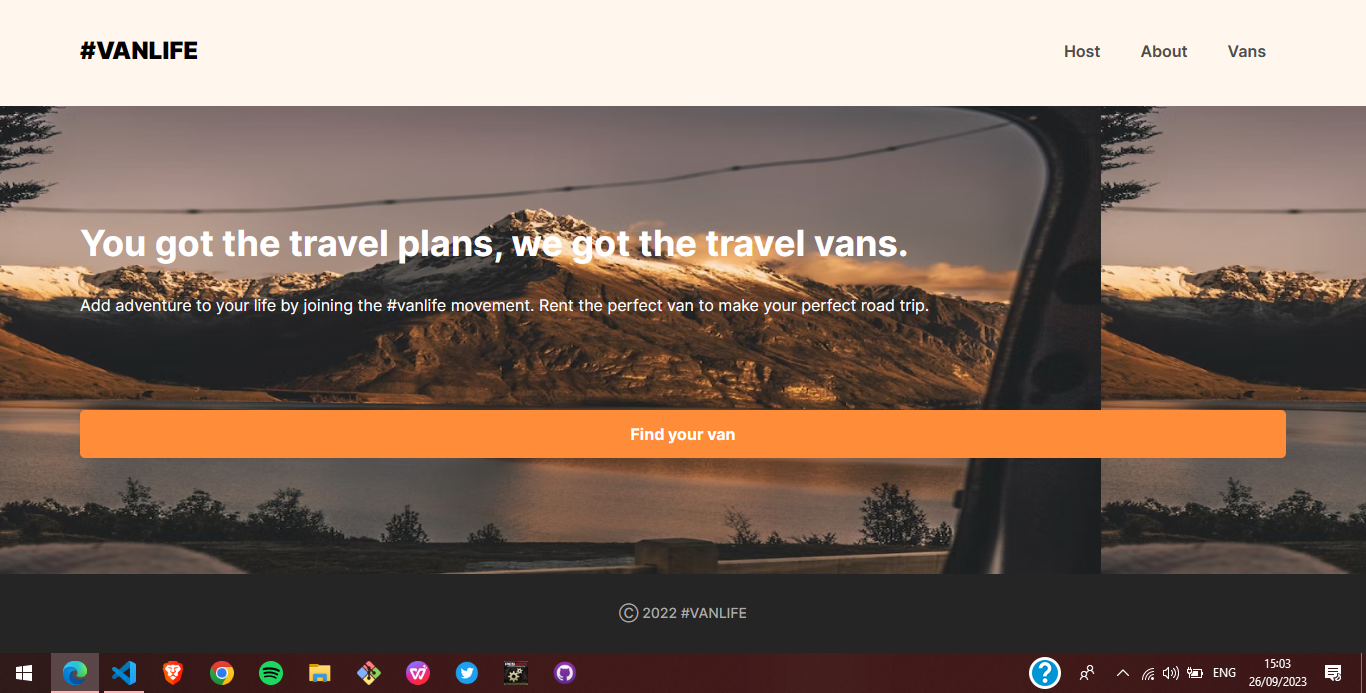 #VANLIFE
Host About Vans
You got the travel plans, we got the travel vans.
Add adventure to your life by joining the #vanlife movement. Rent the perfect van to make your perfect road trip.
Find your van
Ⓒ 2022 #VANLIFE
ENG
15:03
26/09/2023